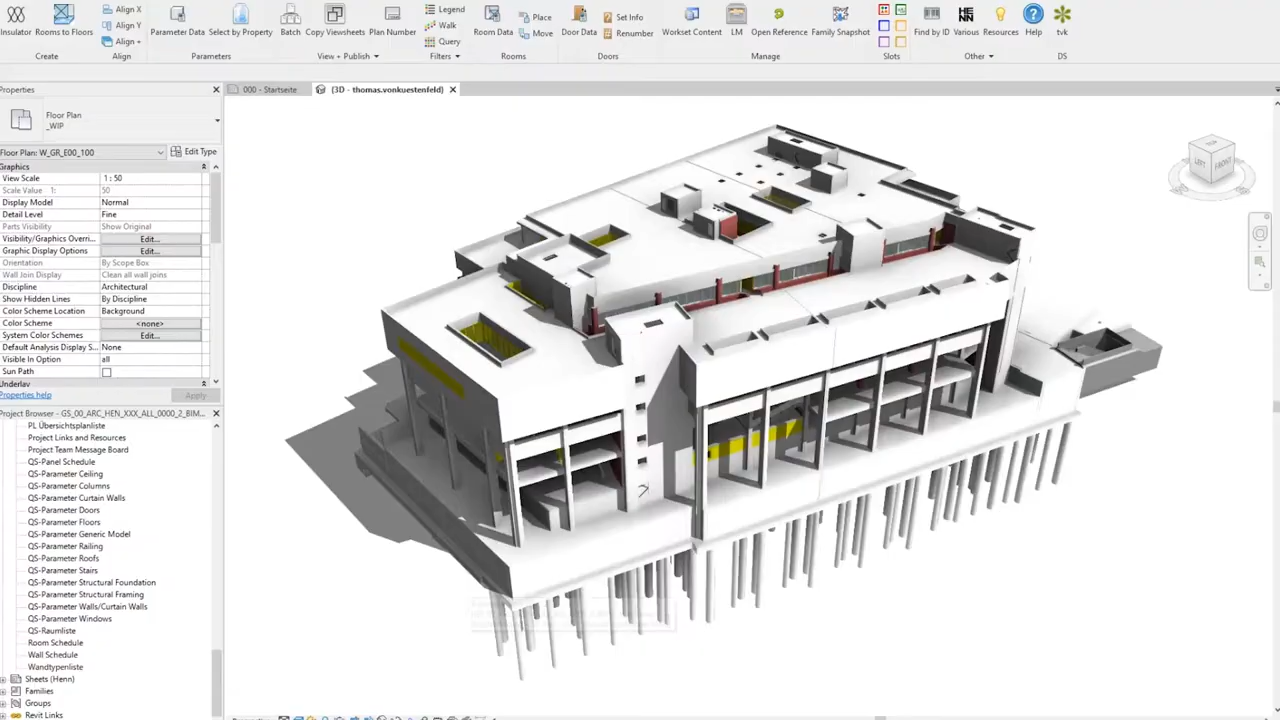 Align X
Align Y
Align
Insulator
Rooms to Floors
Parameter Data
Select by Property
Batch
Copy Viewsheets
Plan Number
Legend
Walk
Query
Room Data
Place
Move
Door Data
Set Info
Renumber
Workset Content
LM
Open Reference
Family Snapshot
Find by ID
HE
NN
Various
Resources
Help
tvk
Create
Align
Parameters
View + Publish
Filters
Rooms
Doors
Manage
Slots
Other
DS
Properties
000 - Startseite
(3D - thomas.vonkuestenfeld)
Floor Plan
_WIP
Floor Plan: W_GR_E00_100
Edit Type
Graphics
View Scale 1 : 50
Scale Value 1: 50
Display Model Normal
Detail Level Fine
Parts Visibility Show Original
Visibility/Graphics Overri... Edit...
Graphic Display Options Edit...
Orientation By Scope Box
Wall Join Display Clean all wall joins
Discipline Architectural
Show Hidden Lines By Discipline
Color Scheme Location Background
Color Scheme <none>
System Color Schemes Edit...
Default Analysis Display S... None
Visible In Option all
Sun Path
Underlay
Properties help
Apply
Project Browser - GS_00_ARC_HEN_XXX_ALL_0000_2_BIM...
PL Übersichtsplanliste
Project Links and Resources
Project Team Message Board
QS-Panel Schedule
QS-Parameter Ceiling
QS-Parameter Columns
QS-Parameter Curtain Walls
QS-Parameter Doors
QS-Parameter Floors
QS-Parameter Generic Model
QS-Parameter Railing
QS-Parameter Roofs
QS-Parameter Stairs
QS-Parameter Structural Foundation
QS-Parameter Structural Framing
QS-Parameter Walls/Curtain Walls
QS-Parameter Windows
QS-Raumliste
Room Schedule
Wall Schedule
Wandtypenliste
Sheets (Henn)
Families
Groups
Revit Links
LEFT
FRONT